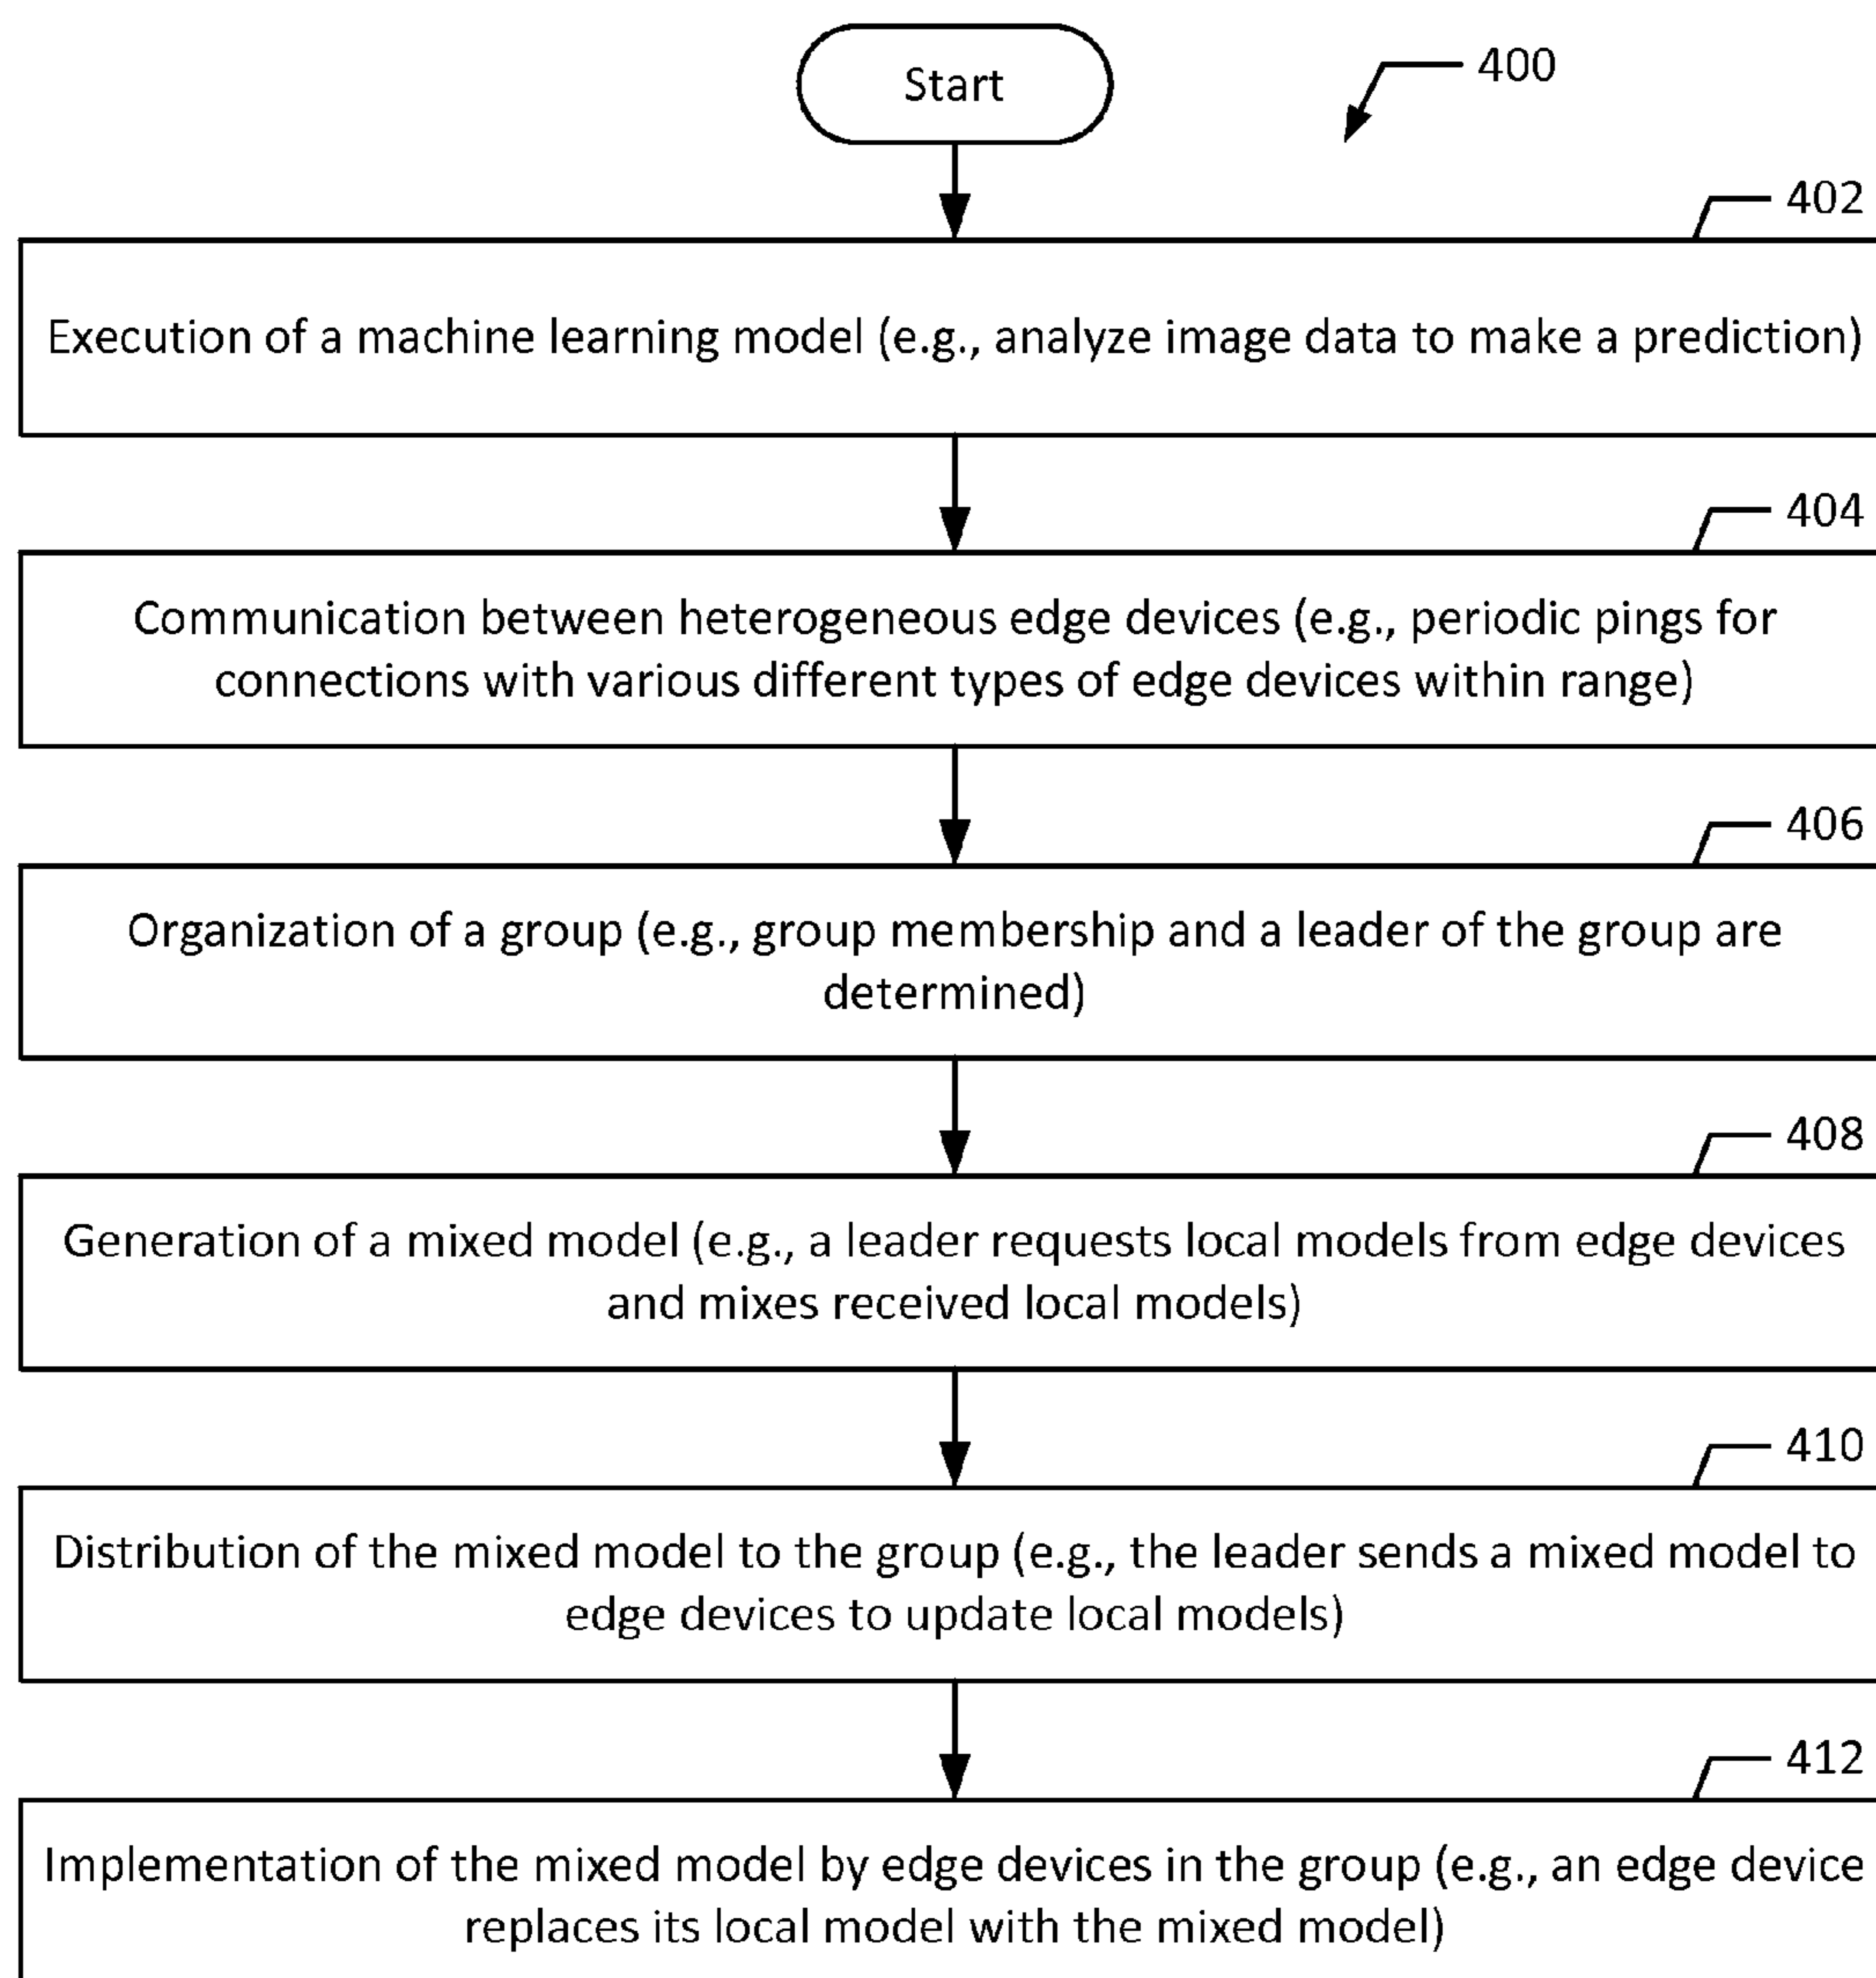 Start
400
402
Execution of a machine learning model (e.g., analyze image data to make a prediction)
404
Communication between heterogeneous edge devices (e.g., periodic pings for
connections with various different types of edge devices within range)
406
Organization of a group (e.g., group membership and a leader of the group are
determined)
408
Generation of a mixed model (e.g., a leader requests local models from edge devices
and mixes received local models)
410
Distribution of the mixed model to the group (e.g., the leader sends a mixed model to
edge devices to update local models)
412
Implementation of the mixed model by edge devices in the group (e.g., an edge device
replaces its local model with the mixed model)